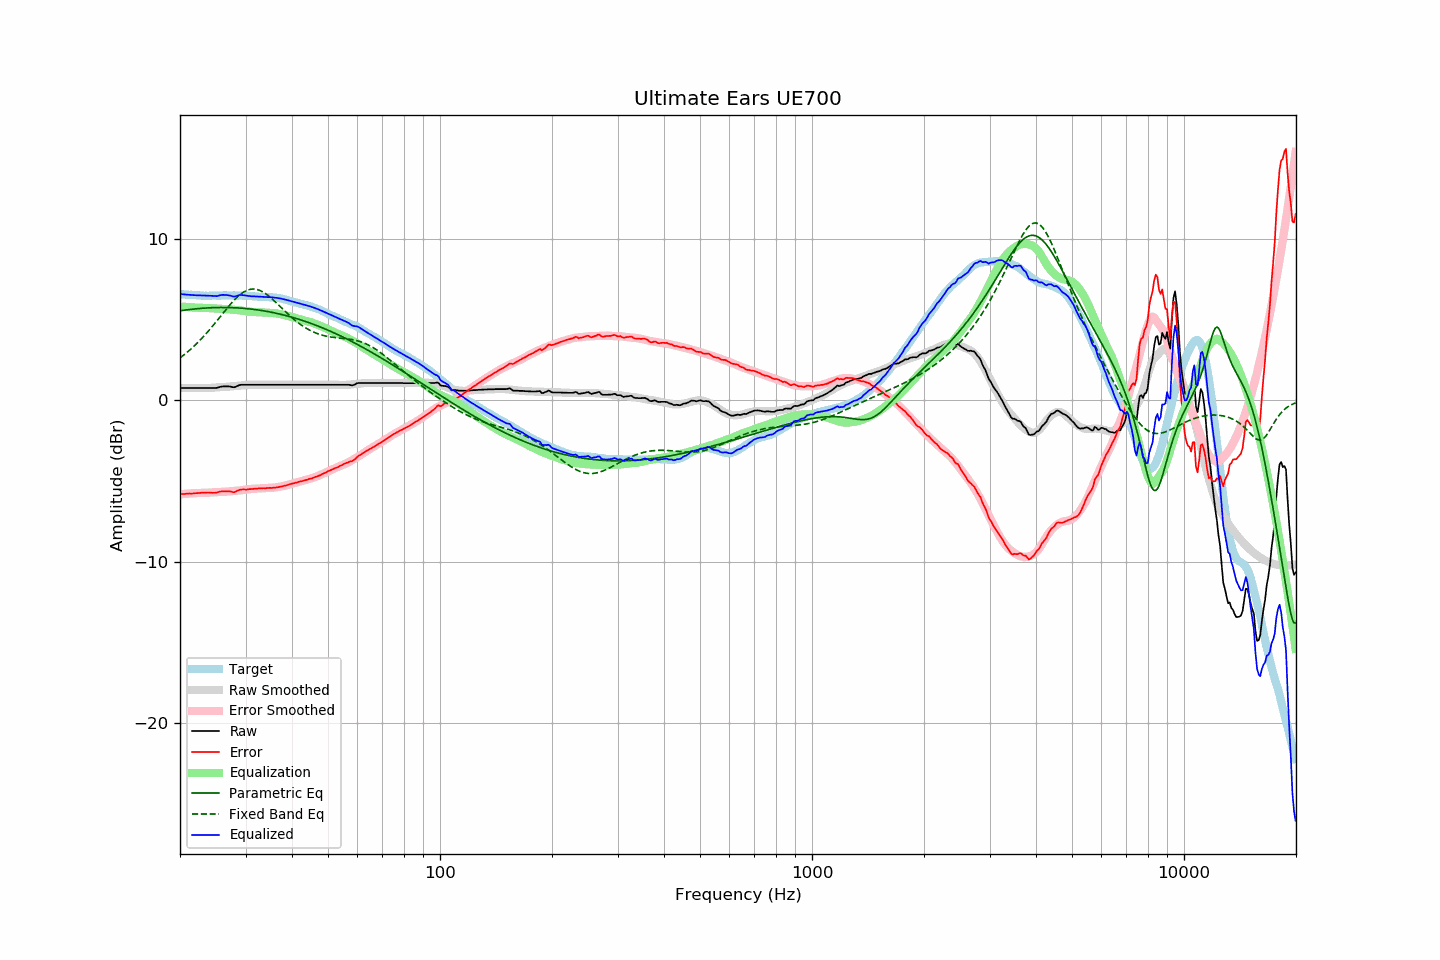 Ultimate Ears UE700
10
0
−10
−20
Amplitude (dBr)
Target
Raw Smoothed
Error Smoothed
Raw
Error
Equalization
Parametric Eq
Fixed Band Eq
Equalized
100
1000
10000
Frequency (Hz)